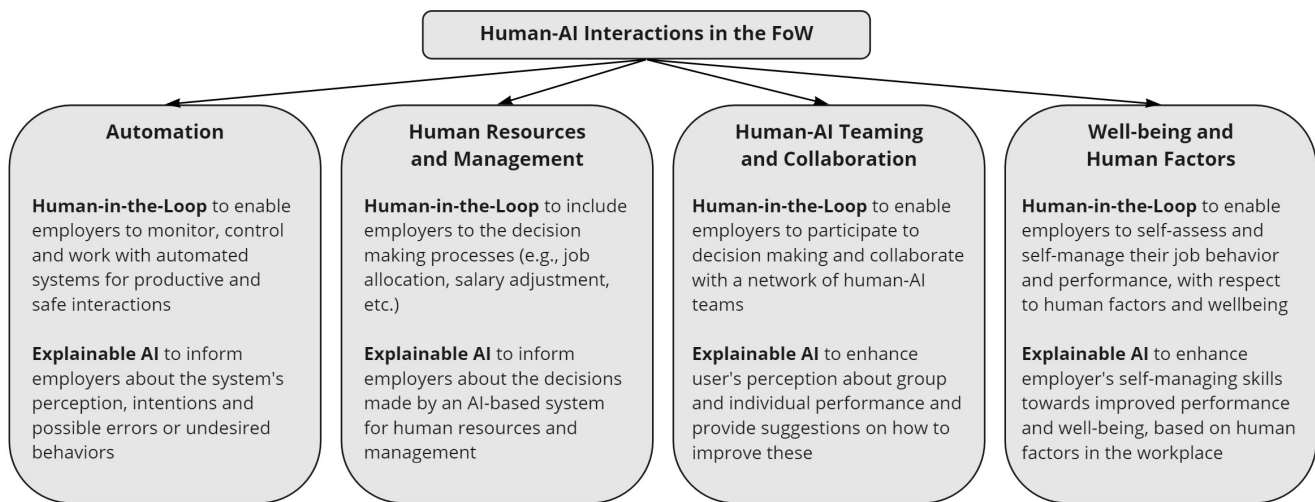 Human-AI Interactions in the FoW
Automation
Human-in-the-Loop to enable
employers to monitor, control
and work with automated
systems for productive and
safe interactions
Explainable AI to inform
employers about the system's
perception, intentions and
possible errors or undesired
behaviors
Human Resources
and Management
Human-in-the-Loop to include
employers to the decision
making processes (e.g., job
allocation, salary adjustment,
etc.)
Explainable AI to inform
employers about the decisions
made by an AI-based system
for human resources and
management
Human-AI Teaming
and Collaboration
Human-in-the-Loop to enable
employers to participate to
decision making and collaborate
with a network of human-AI
teams
Explainable AI to enhance
user's perception about group
and individual performance and
provide suggestions on how to
improve these
Well-being and
Human Factors
Human-in-the-Loop to enable
employers to self-assess and
self-manage their job behavior
and performance, with respect
to human factors and wellbeing
Explainable AI to enhance
employer's self-managing skills
towards improved performance
and well-being, based on human
factors in the workplace